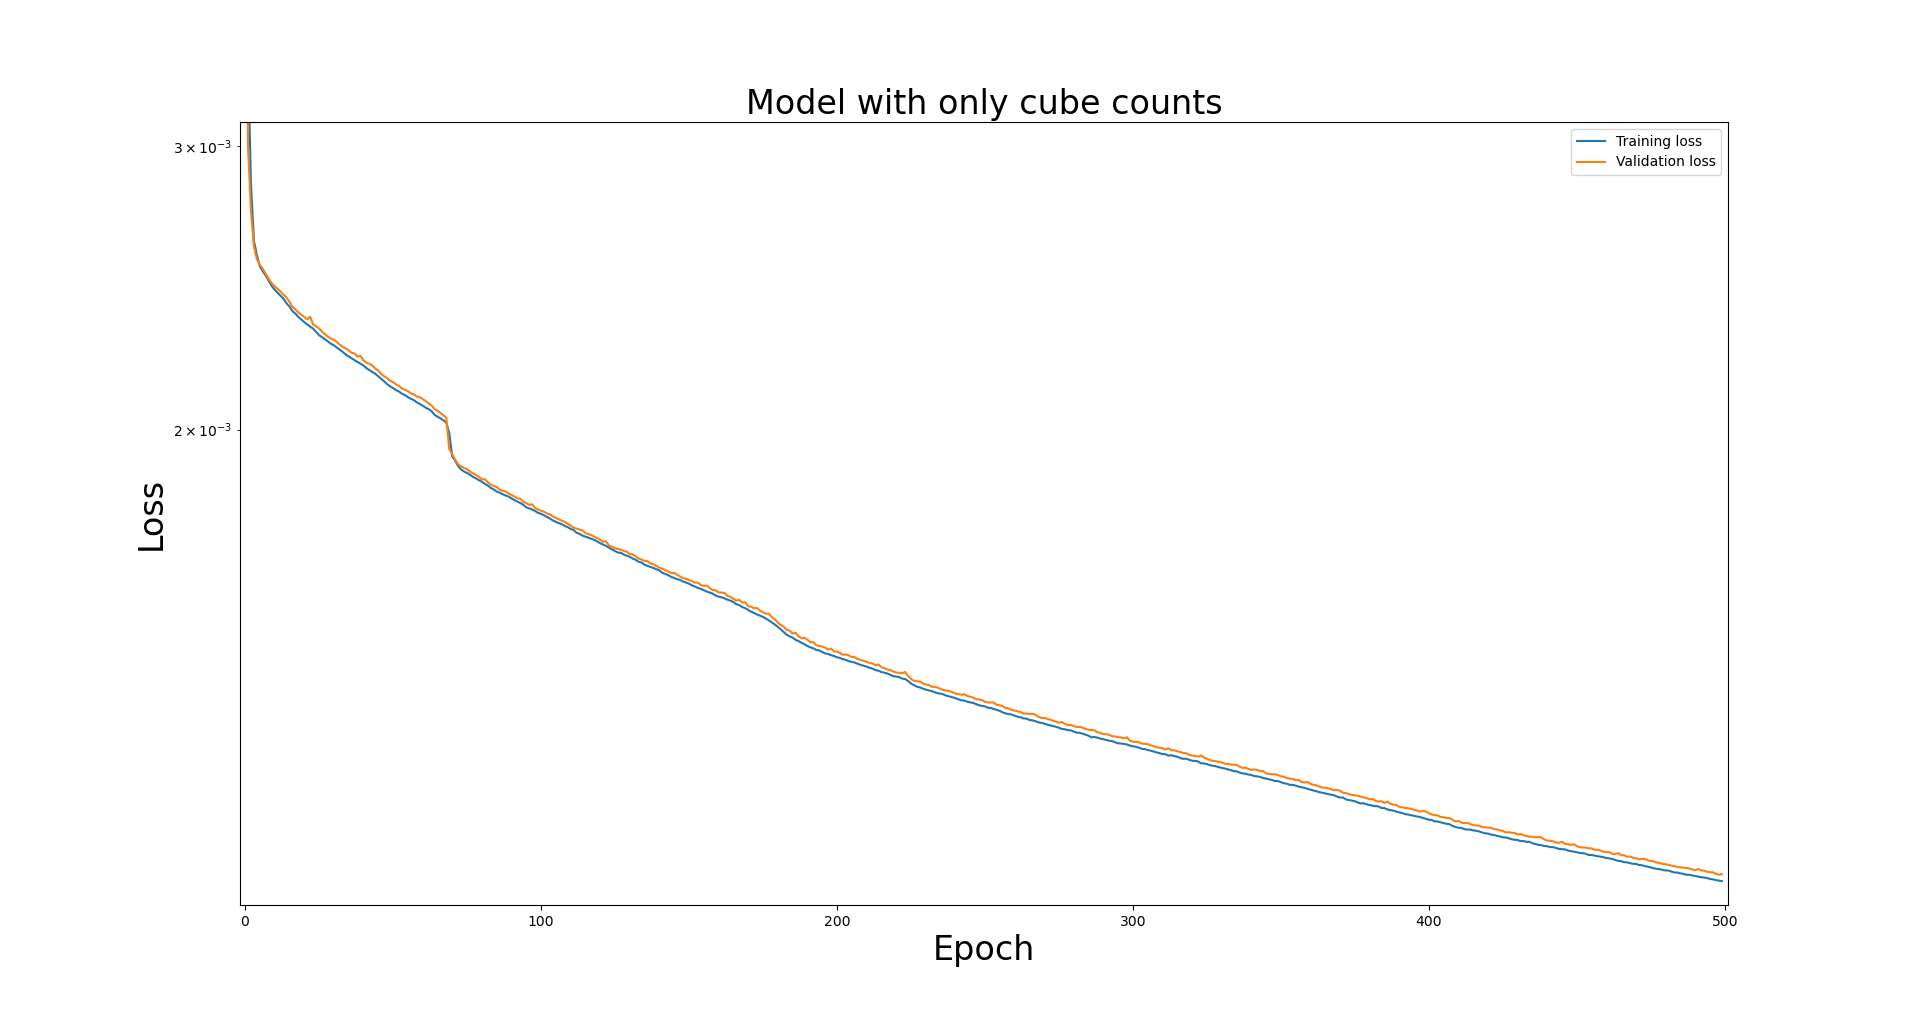 Model with only cube counts
3 × 10⁻³
2 × 10⁻³
Loss
Training loss
Validation loss
0 100 200 300 400 500
Epoch